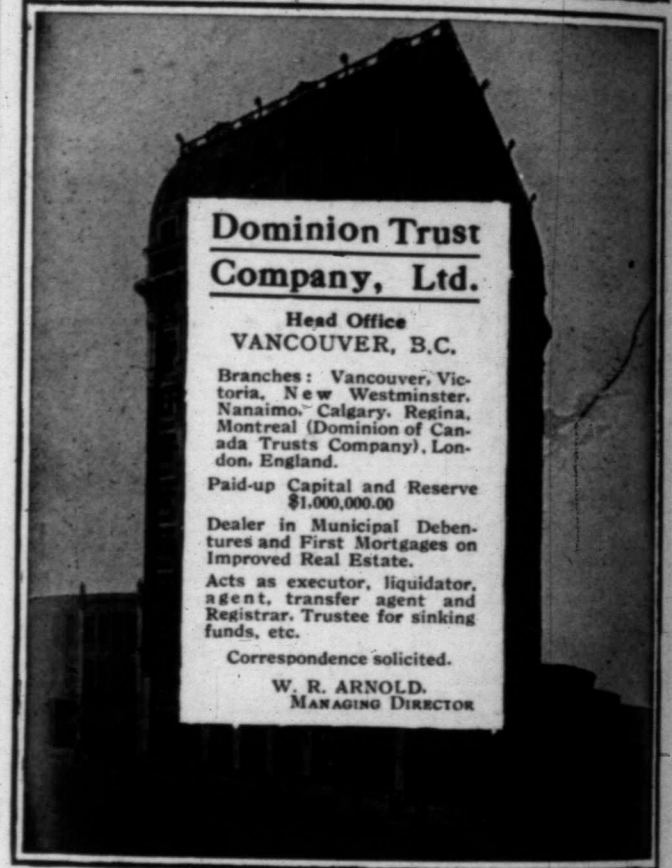 Dominion Trust
Company, Ltd.
Head Office
VANCOUVER, B.C.
Branches: Vancouver, Vic-
toria, New Westminster,
Nanaimo, Calgary, Regina,
Montreal (Dominion of Can-
ada Trusts Company), Lon-
don, England.
Paid-up Capital and Reserve
$1,000,000.00
Dealer in Municipal Deben-
tures and First Mortgages on
Improved Real Estate.
Acts as executor, liquidator,
agent, transfer agent and
Registrar. Trustee for sinking
funds, etc.
Correspondence solicited.
W. R. ARNOLD,
MANAGING DIRECTOR